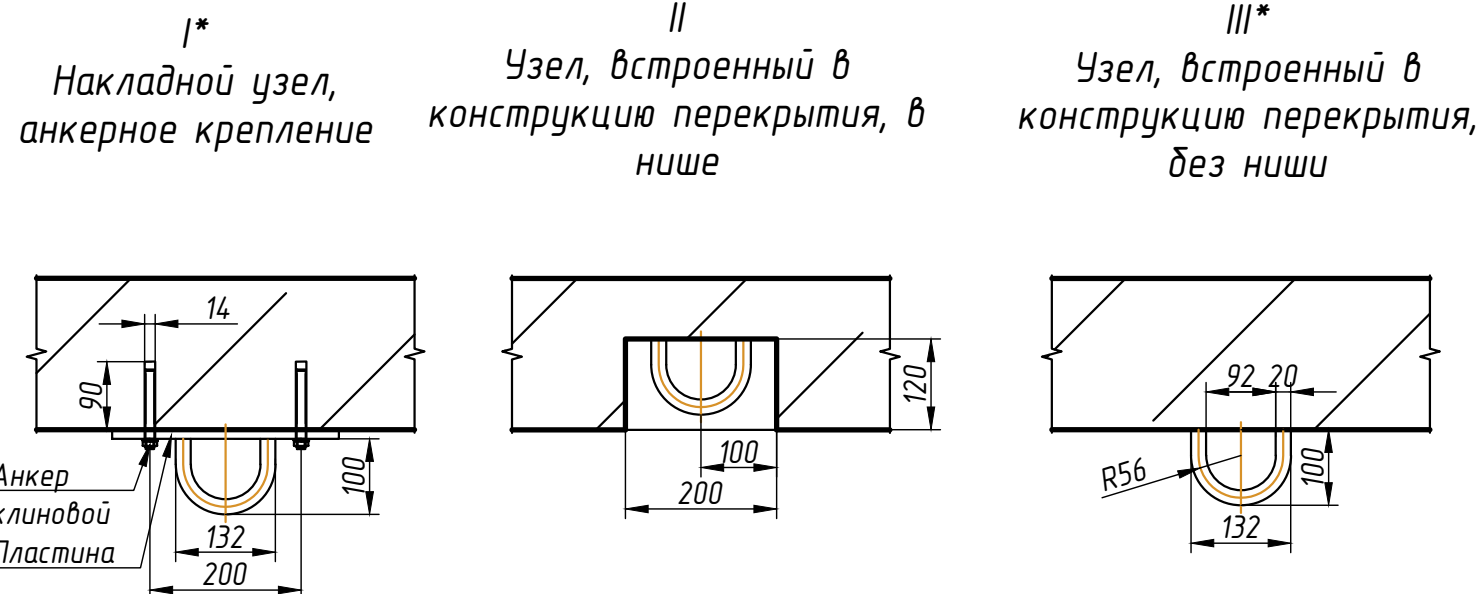 I*
Накладной узел,
анкерное крепление
II
Узел, встроенный в
конструкцию перекрытия, в
нише
III*
Узел, встроенный в
конструкцию перекрытия,
без ниши
14
90
100
Анкер
клиновой
Пластина
132
200
120
100
200
92 20
R56
100
132